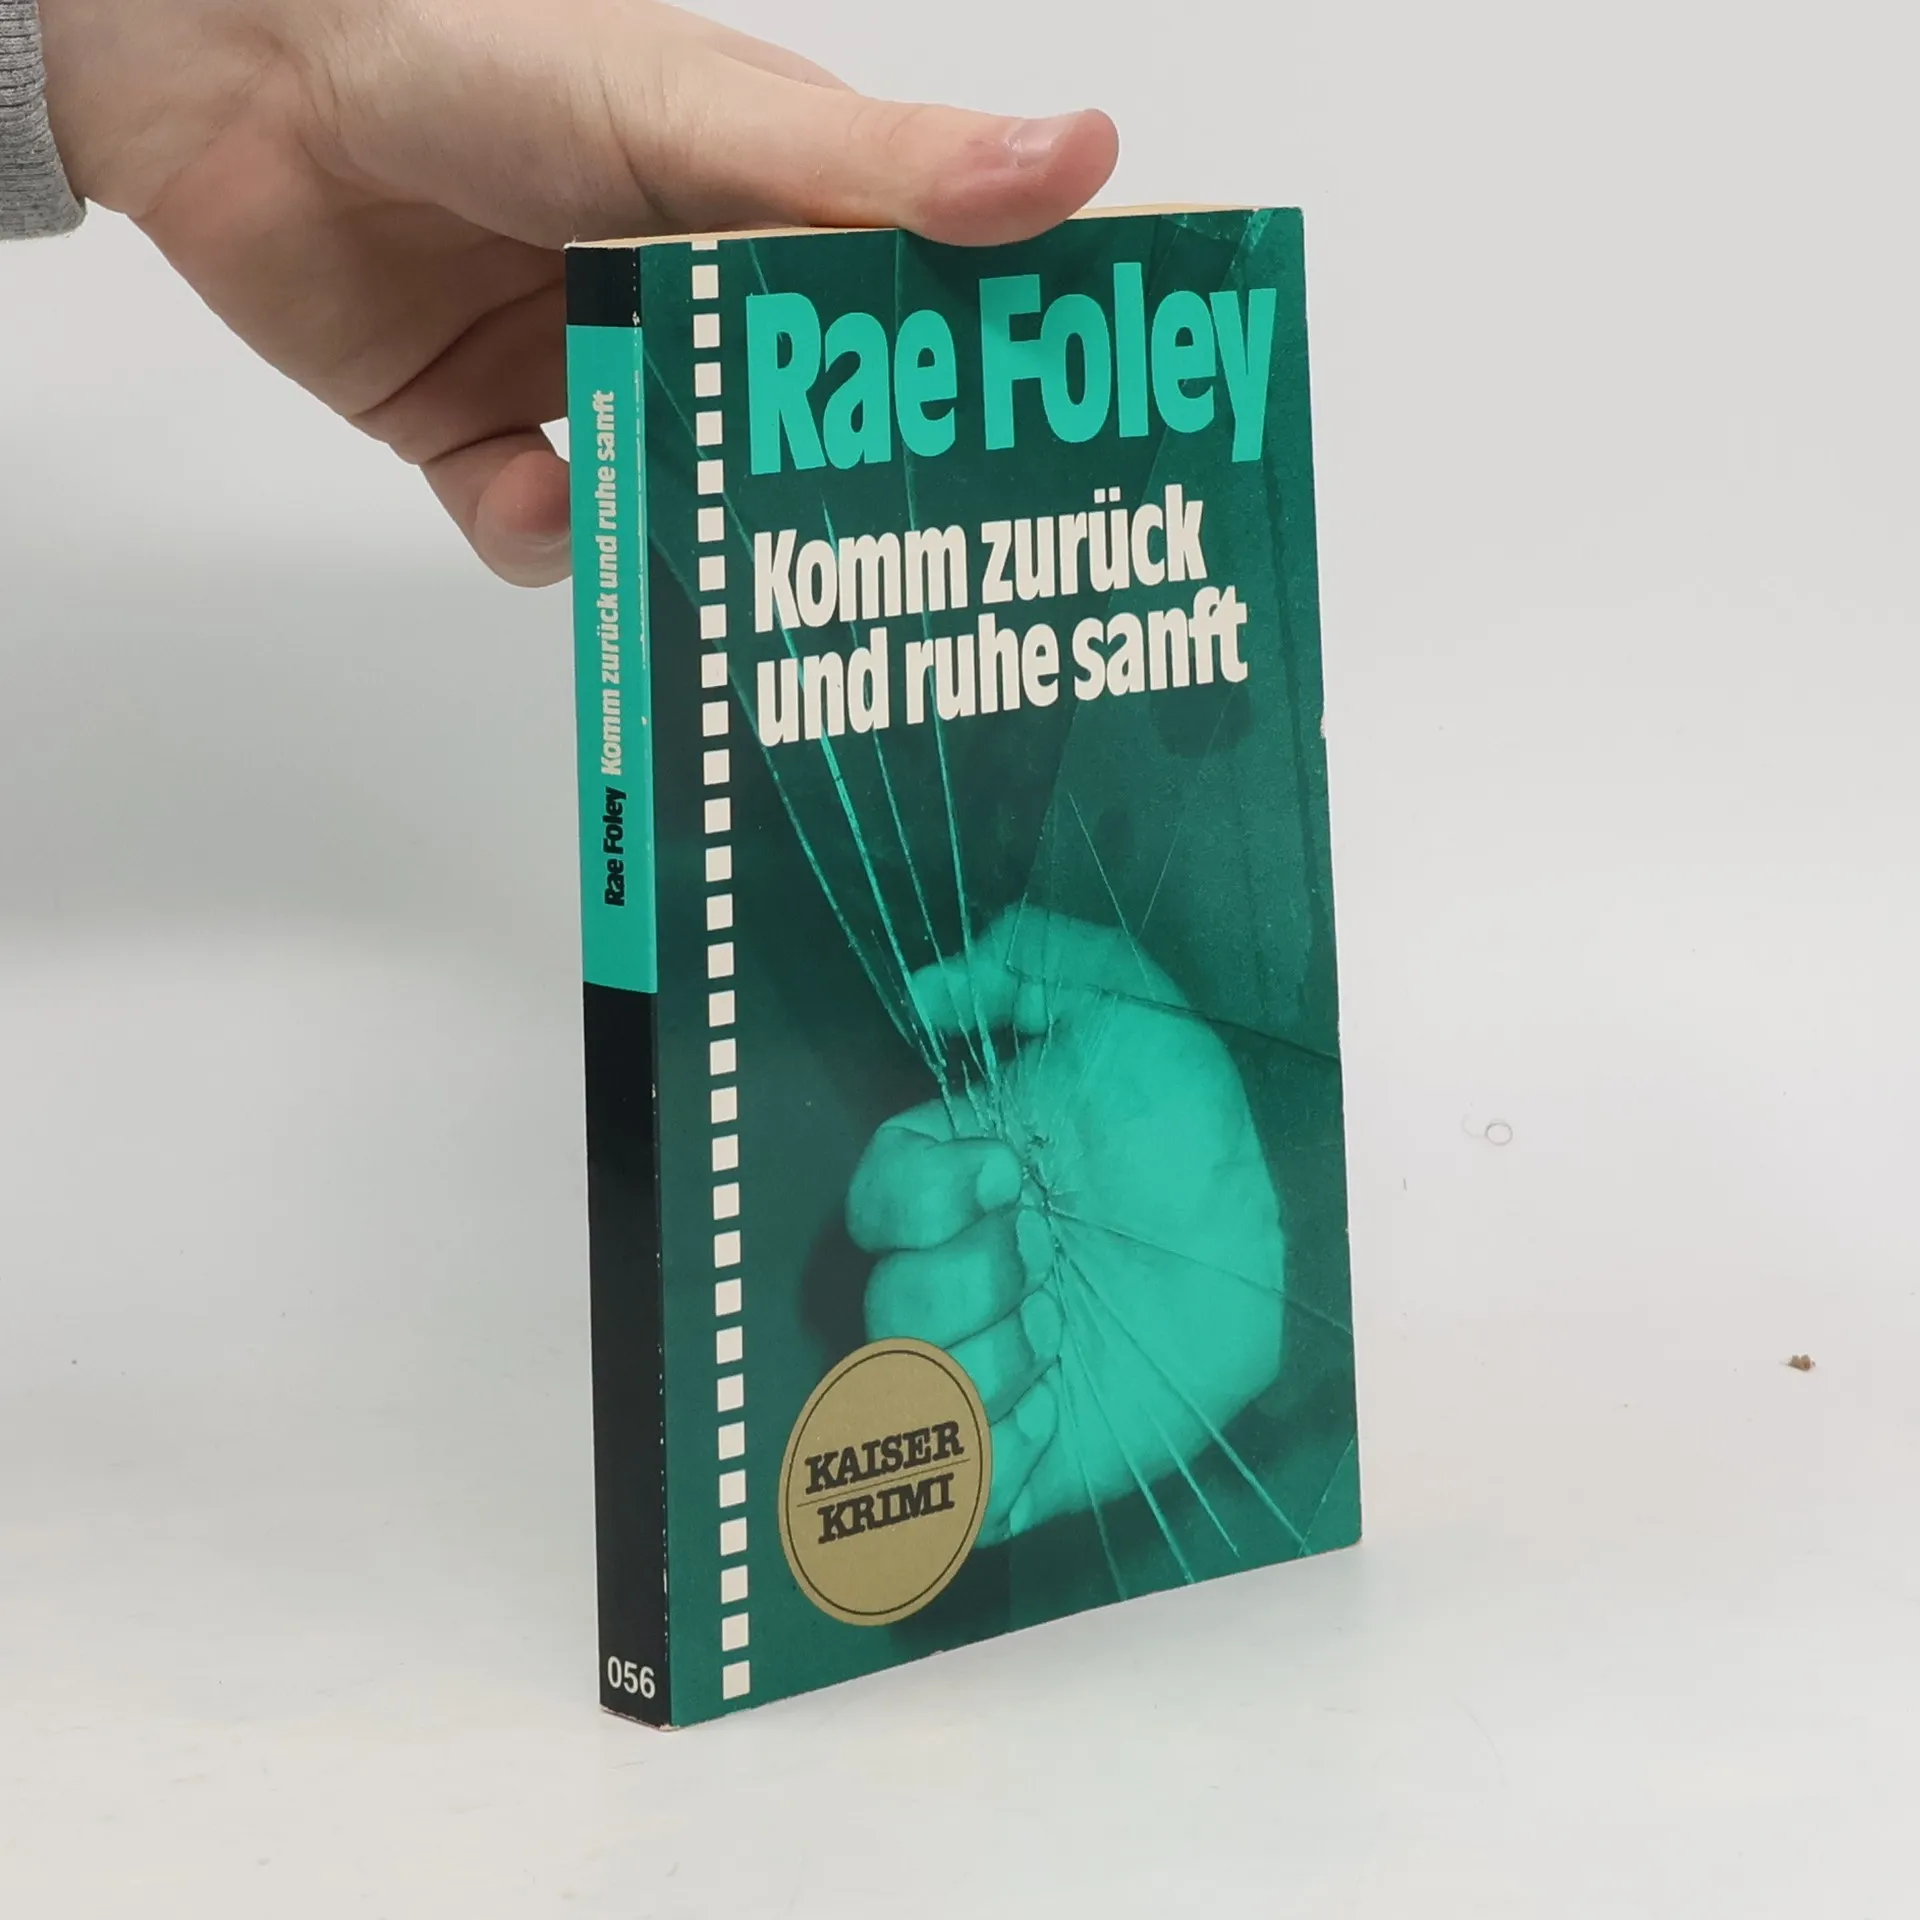 Rae Foley
Komm zurück
und ruhe sanft
KAISER
KRIMI
Rae Foley Komm zurück und ruhe sanft
056